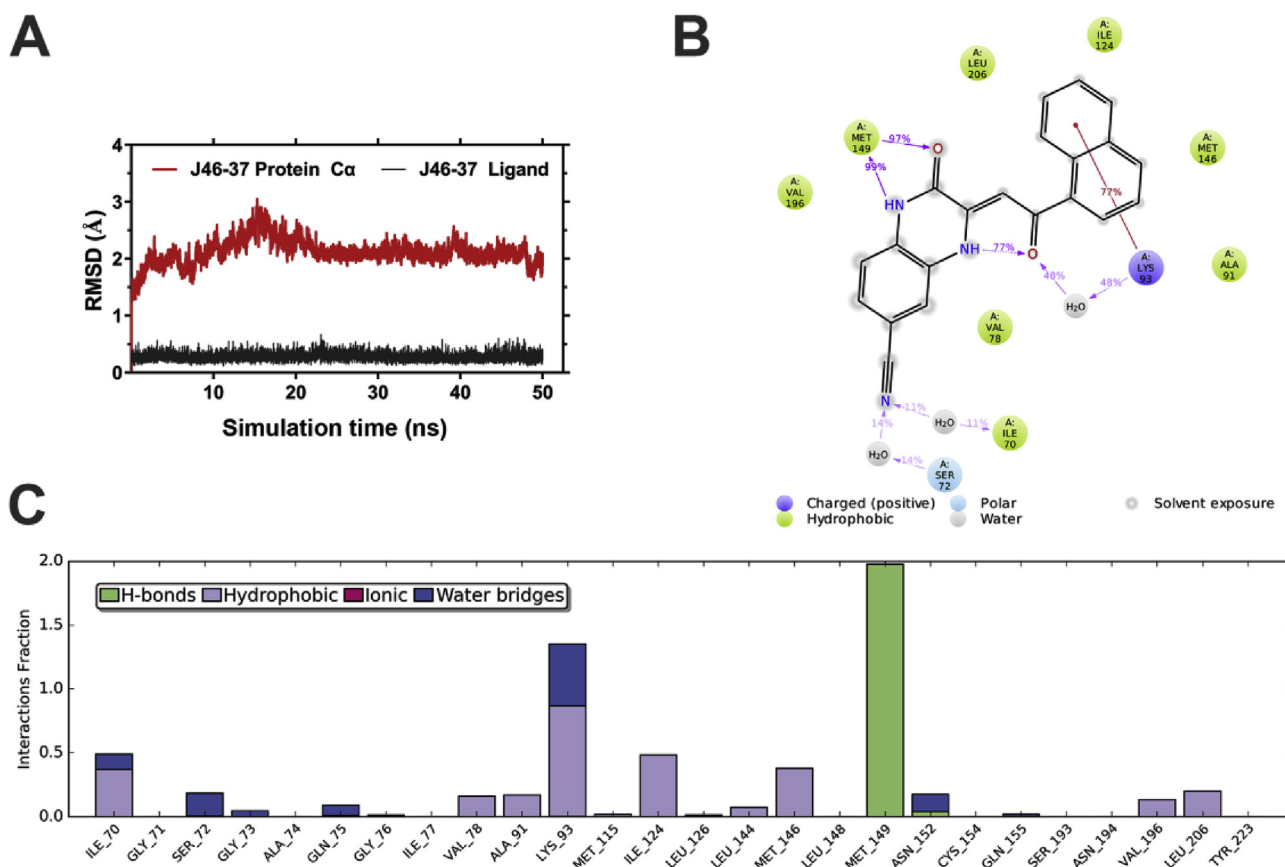 A
RMSD (Å)
4
3
2
1
0
J46-37 Protein Cα
J46-37 Ligand
10
20
30
40
50
Simulation time (ns)
B
A:
ILE
124
A:
LEU
206
A:
MET
149
97%
O
99%
A:
MET
146
A:
VAL
196
HN
77%
NH
77%
O
A:
LYS
93
A:
ALA
91
48%
48%
H₂O
A:
VAL
78
N
11%
H₂O
11%
A:
ILE
70
14%
H₂O
14%
A:
SER
72
Charged (positive)
Hydrophobic
Polar
Water
Solvent exposure
C
Interactions Fraction
2.0
1.5
1.0
0.5
0.0
H-bonds
Hydrophobic
Ionic
Water bridges
ILE_70
GLY_71
SER_72
GLY_73
ALA_74
GLN_75
GLY_76
ILE_77
VAL_78
ALA_91
LYS_93
MET_115
ILE_124
LEU_126
LEU_144
MET_146
LEU_148
MET_149
ASN_152
CYS_154
GLN_155
SER_193
ASN_194
VAL_196
LEU_206
TYR_223